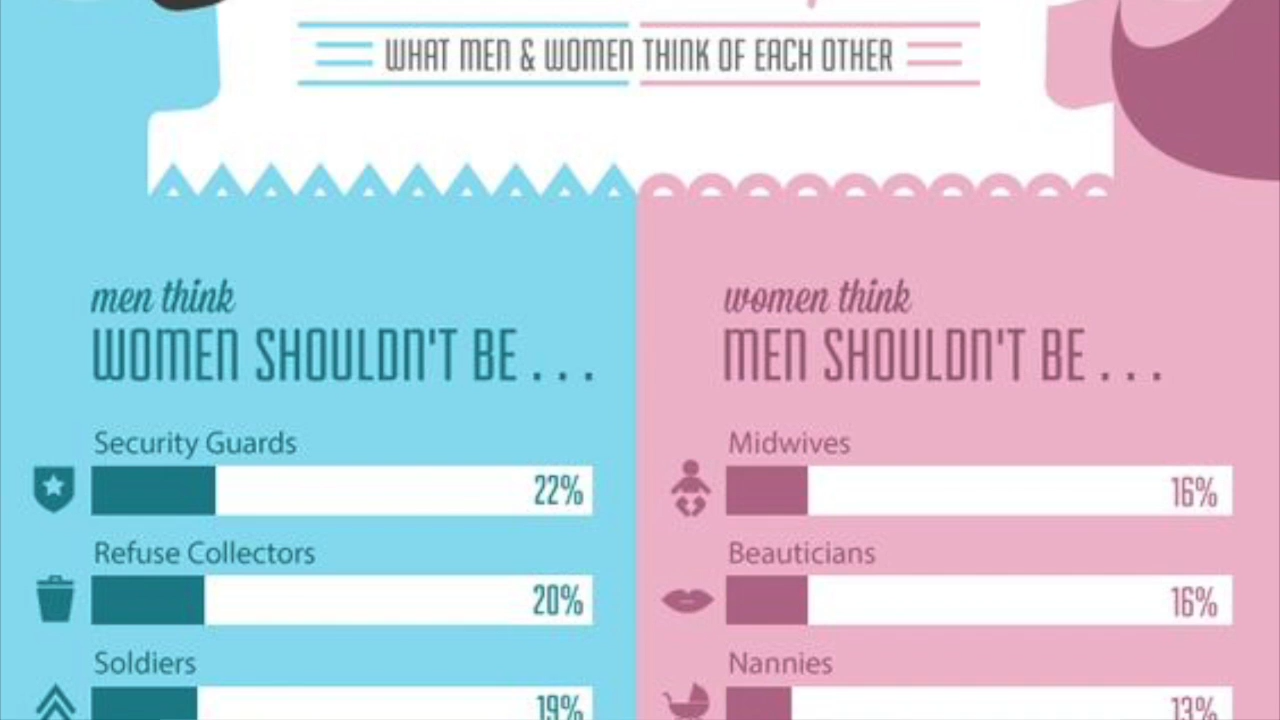 WHAT MEN & WOMEN THINK OF EACH OTHER
men think
WOMEN SHOULDN'T BE . . .
Security Guards
22%
Refuse Collectors
20%
Soldiers
19%
women think
MEN SHOULDN'T BE . . .
Midwives
16%
Beauticians
16%
Nannies
13%